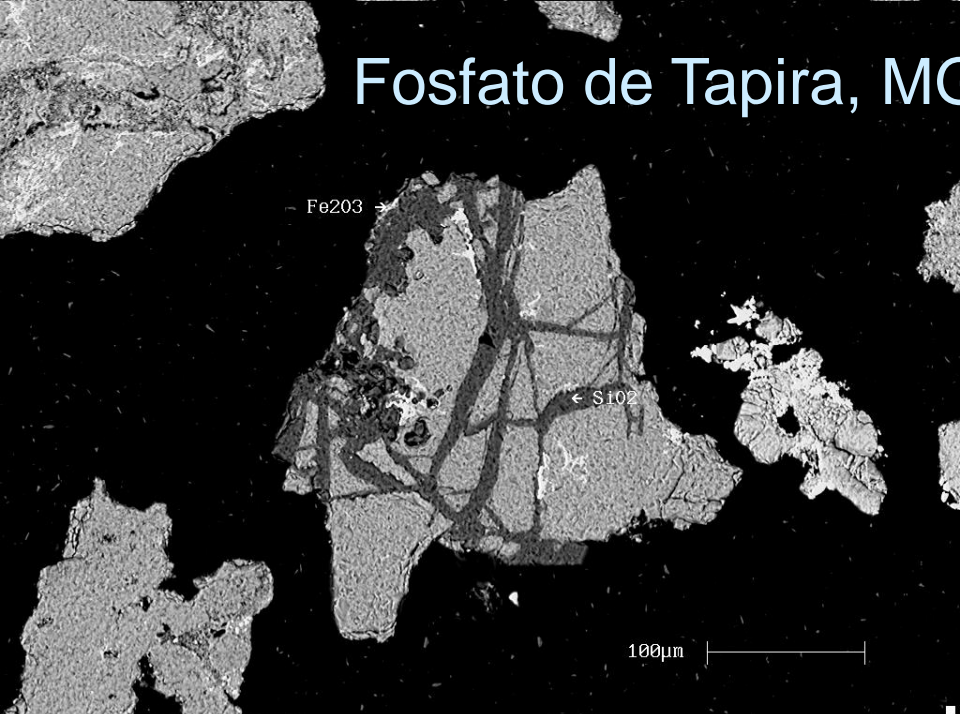 Fosfato de Tapira, MG
Fe2O3 →
← SiO2
100µm